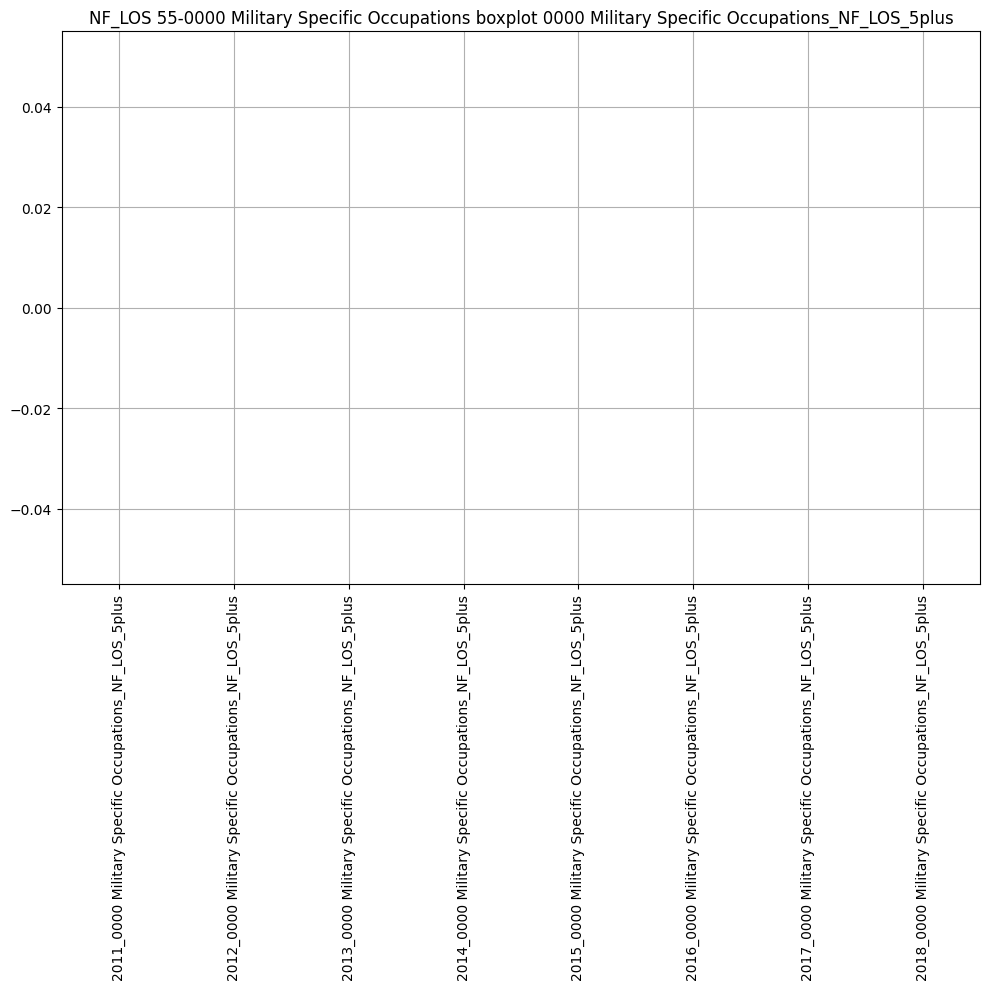 NF_LOS 55-0000 Military Specific Occupations boxplot 0000 Military Specific Occupations_NF_LOS_5plus
0.04
0.02
0.00
−0.02
−0.04
2011_0000 Military Specific Occupations_NF_LOS_5plus
2012_0000 Military Specific Occupations_NF_LOS_5plus
2013_0000 Military Specific Occupations_NF_LOS_5plus
2014_0000 Military Specific Occupations_NF_LOS_5plus
2015_0000 Military Specific Occupations_NF_LOS_5plus
2016_0000 Military Specific Occupations_NF_LOS_5plus
2017_0000 Military Specific Occupations_NF_LOS_5plus
2018_0000 Military Specific Occupations_NF_LOS_5plus